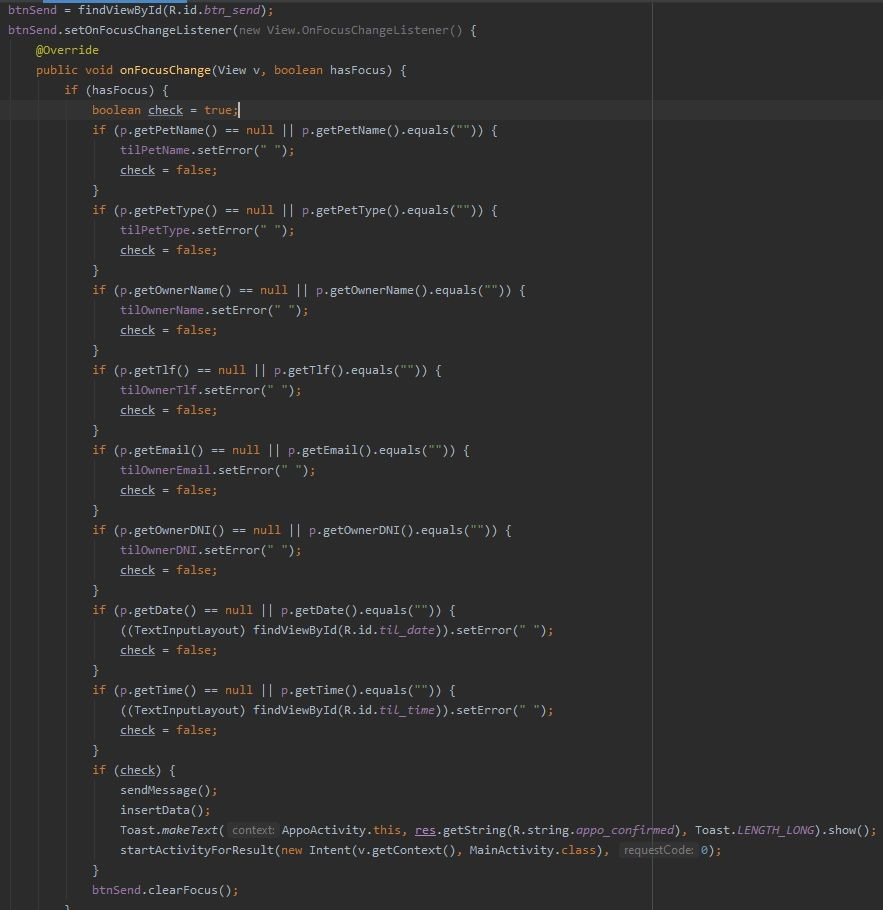 btnSend = findViewById(R.id.btn_send);
btnSend.setOnFocusChangeListener(new View.OnFocusChangeListener() {
@Override
public void onFocusChange(View v, boolean hasFocus) {
if (hasFocus) {
boolean check = true;
if (p.getPetName() == null || p.getPetName().equals("")) {
tilPetName.setError(" ");
check = false;
}
if (p.getPetType() == null || p.getPetType().equals("")) {
tilPetType.setError(" ");
check = false;
}
if (p.getOwnerName() == null || p.getOwnerName().equals("")) {
tilOwnerName.setError(" ");
check = false;
}
if (p.getTlf() == null || p.getTlf().equals("")) {
tilOwnerTlf.setError(" ");
check = false;
}
if (p.getEmail() == null || p.getEmail().equals("")) {
tilOwnerEmail.setError(" ");
check = false;
}
if (p.getOwnerDNI() == null || p.getOwnerDNI().equals("")) {
tilOwnerDNI.setError(" ");
check = false;
}
if (p.getDate() == null || p.getDate().equals("")) {
((TextInputLayout) findViewById(R.id.til_date)).setError(" ");
check = false;
}
if (p.getTime() == null || p.getTime().equals("")) {
((TextInputLayout) findViewById(R.id.til_time)).setError(" ");
check = false;
}
if (check) {
sendMessage();
insertData();
Toast.makeText( context: AppoActivity.this, res.getString(R.string.appo_confirmed), Toast.LENGTH_LONG).show();
startActivityForResult(new Intent(v.getContext(), MainActivity.class), requestCode: 0);
}
btnSend.clearFocus();
}